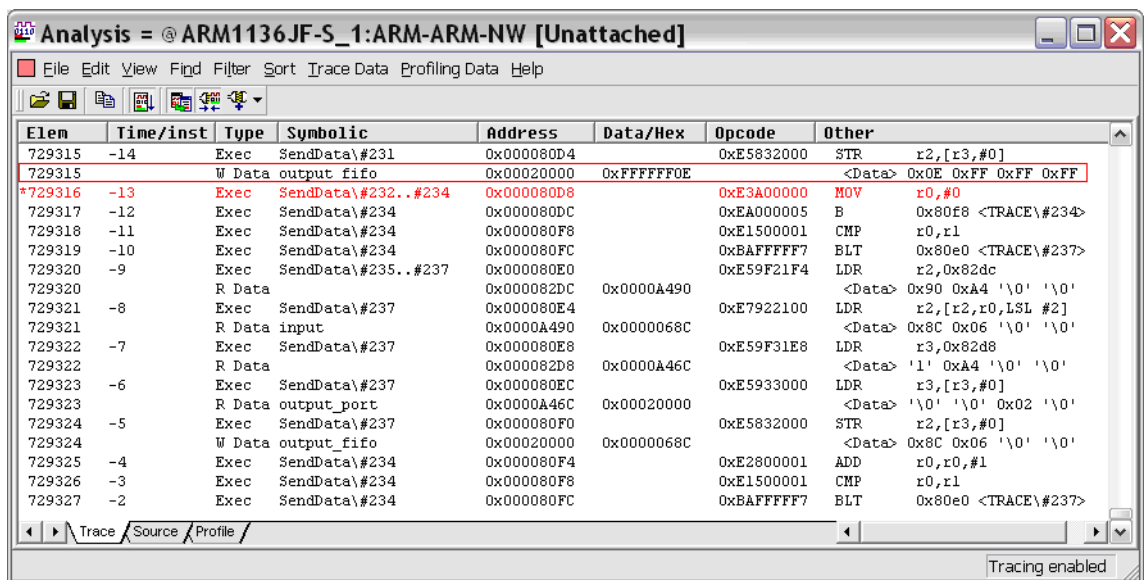 Analysis = @ARM1136JF-S_1:ARM-ARM-NW [Unattached]
File Edit View Find Filter Sort Trace Data Profiling Data Help
Elem Time/inst Type Symbolic Address Data/Hex Opcode Other
729315 -14 Exec SendData\#231 0x000080D4 0xE5832000 STR r2,[r3,#0]
729315 W Data output_fifo 0x00020000 0xFFFFFF0E <Data> 0x0E 0xFF 0xFF 0xFF
*729316 -13 Exec SendData\#232..#234 0x000080D8 0xE3A00000 MOV r0,#0
729317 -12 Exec SendData\#234 0x000080DC 0xEA000005 B 0x80f8 <TRACE\#234>
729318 -11 Exec SendData\#234 0x000080F8 0xE1500001 CMP r0,r1
729319 -10 Exec SendData\#234 0x000080FC 0xBAFFFFF7 BLT 0x80e0 <TRACE\#237>
729320 -9 Exec SendData\#235..#237 0x000080E0 0xE59F21F4 LDR r2,0x82dc
729320 R Data 0x000082DC 0x0000A490 <Data> 0x90 0xA4 '\0' '\0'
729321 -8 Exec SendData\#237 0x000080E4 0xE7922100 LDR r2,[r2,r0,LSL #2]
729321 R Data input 0x0000A490 0x0000068C <Data> 0x8C 0x06 '\0' '\0'
729322 -7 Exec SendData\#237 0x000080E8 0xE59F31E8 LDR r3,0x82d8
729322 R Data 0x000082D8 0x0000A46C <Data> 'l' 0xA4 '\0' '\0'
729323 -6 Exec SendData\#237 0x000080EC 0xE5933000 LDR r3,[r3,#0]
729323 R Data output_port 0x0000A46C 0x00020000 <Data> '\0' '\0' 0x02 '\0'
729324 -5 Exec SendData\#237 0x000080F0 0xE5832000 STR r2,[r3,#0]
729324 W Data output_fifo 0x00020000 0x0000068C <Data> 0x8C 0x06 '\0' '\0'
729325 -4 Exec SendData\#234 0x000080F4 0xE2800001 ADD r0,r0,#1
729326 -3 Exec SendData\#234 0x000080F8 0xE1500001 CMP r0,r1
729327 -2 Exec SendData\#234 0x000080FC 0xBAFFFFF7 BLT 0x80e0 <TRACE\#237>
Trace Source Profile
Tracing enabled